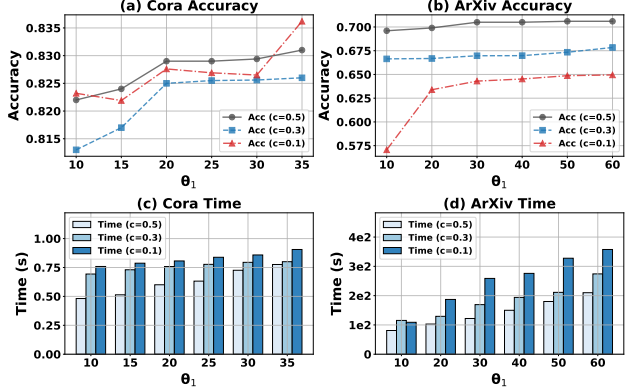 (a) Cora Accuracy
0.835
0.830
0.825
0.820
0.815
Accuracy
Acc (c=0.5)
Acc (c=0.3)
Acc (c=0.1)
10 15 20 25 30 35
θ1
(b) ArXiv Accuracy
0.700
0.675
0.650
0.625
0.600
0.575
Accuracy
Acc (c=0.5)
Acc (c=0.3)
Acc (c=0.1)
10 20 30 40 50 60
θ1
(c) Cora Time
Time (c=0.5)
Time (c=0.3)
Time (c=0.1)
1.00
0.75
0.50
0.25
0.00
Time (s)
10 15 20 25 30 35
θ1
(d) ArXiv Time
Time (c=0.5)
Time (c=0.3)
Time (c=0.1)
4e2
3e2
2e2
1e2
0
Time (s)
10 20 30 40 50 60
θ1